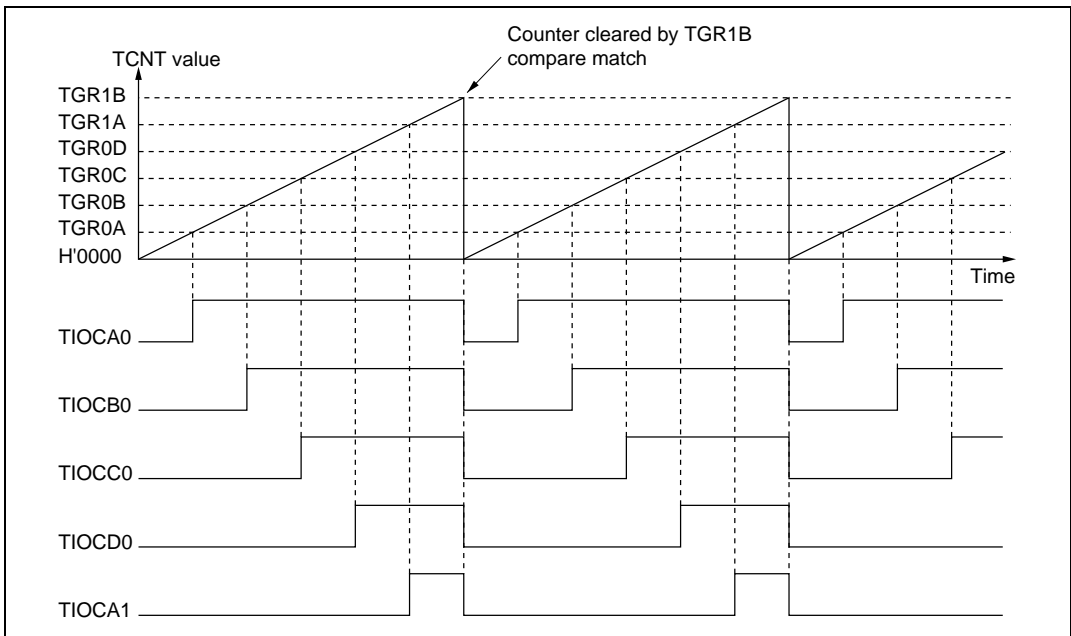 Counter cleared by TGR1B
compare match
TCNT value
TGR1B
TGR1A
TGR0D
TGR0C
TGR0B
TGR0A
H'0000
Time
TIOCA0
TIOCB0
TIOCC0
TIOCD0
TIOCA1